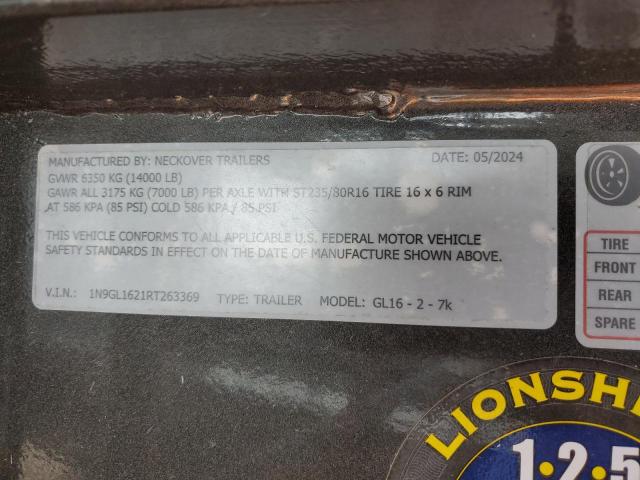 MANUFACTURED BY: NECKOVER TRAILERS DATE: 05/2024
GVWR 6350 KG (14000 LB)
GAWR ALL 3175 KG (7000 LB) PER AXLE WITH ST235/80R16 TIRE 16 x 6 RIM
AT 586 KPA (85 PSI) COLD 586 KPA / 85 PSI
THIS VEHICLE CONFORMS TO ALL APPLICABLE U.S. FEDERAL MOTOR VEHICLE
SAFETY STANDARDS IN EFFECT ON THE DATE OF MANUFACTURE SHOWN ABOVE.
V.I.N.: 1N9GL1621RT263369 TYPE: TRAILER MODEL: GL16 - 2 - 7k
TIRE
FRONT
REAR
SPARE
LIONSHE
1·2·5